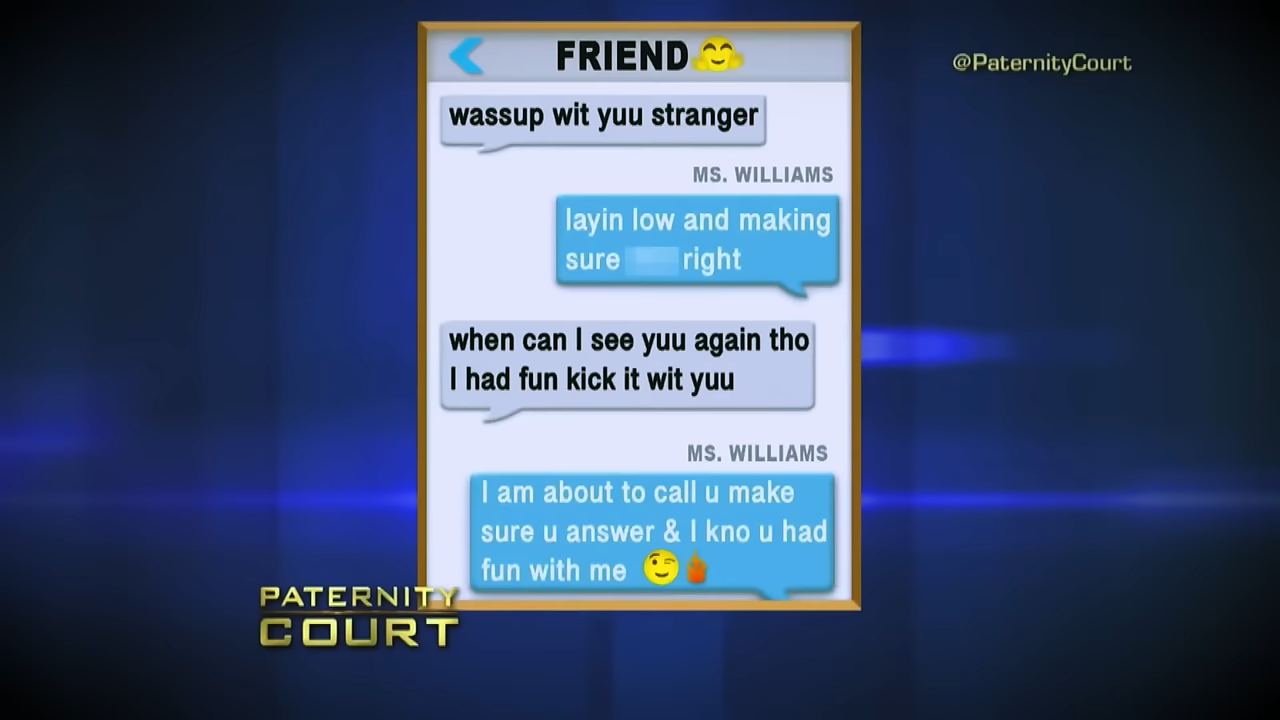 FRIEND🤗
@PaternityCourt
wassup wit yuu stranger
MS. WILLIAMS
layin low and making
sure right
when can I see yuu again tho
I had fun kick it wit yuu
MS. WILLIAMS
I am about to call u make
sure u answer & I kno u had
fun with me 😉🔥
PATERNITY
COURT